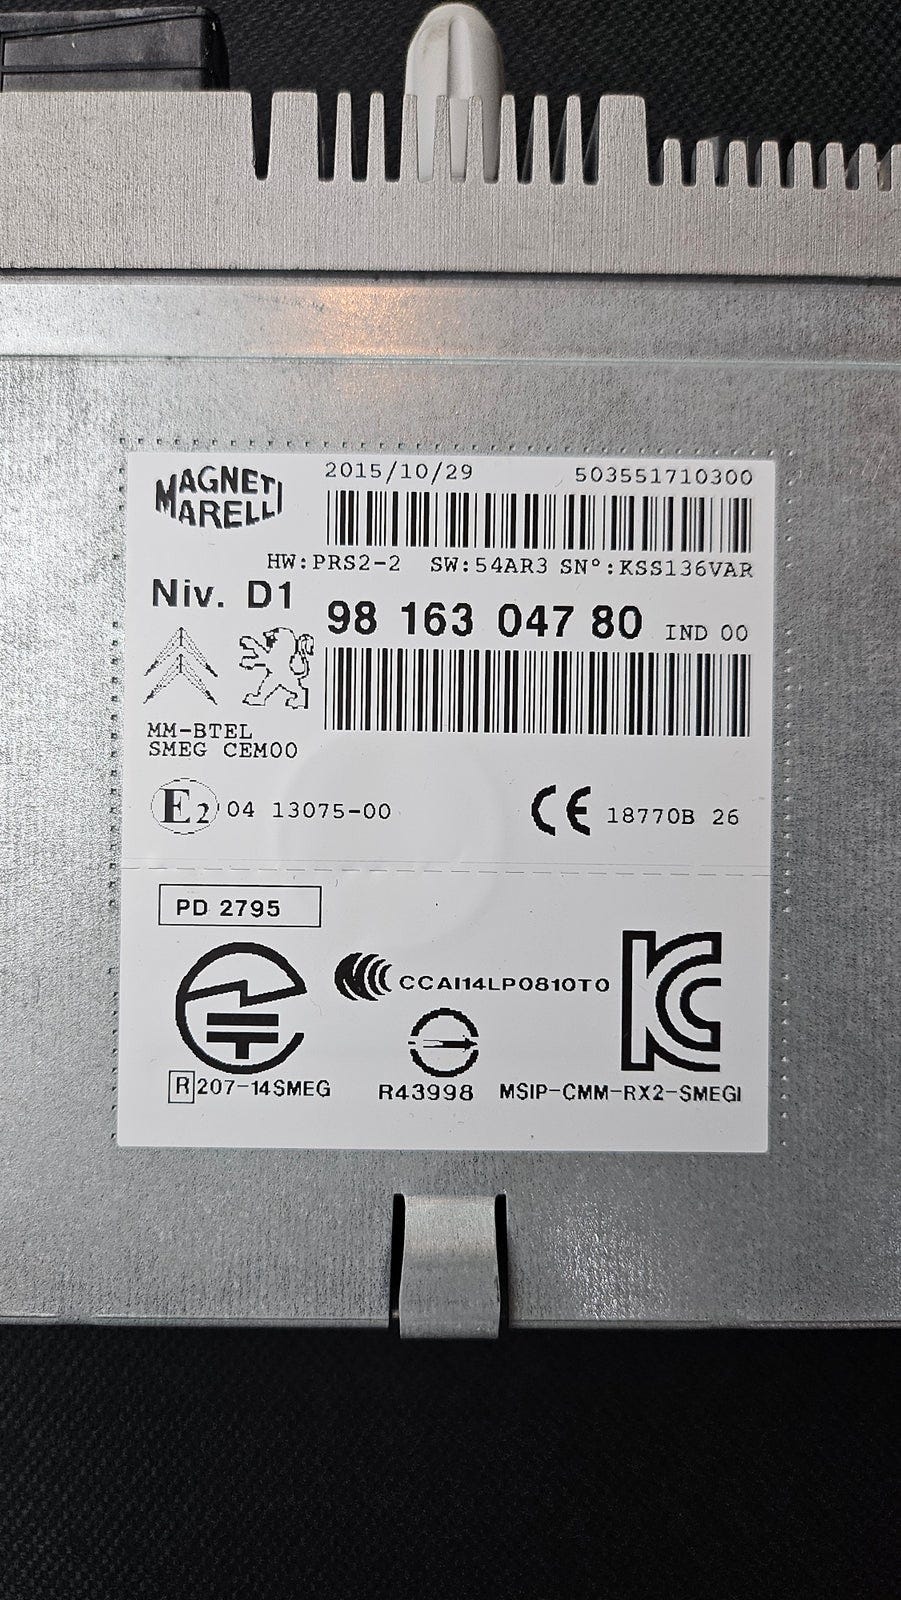 MAGNETI
MARELLI
2015/10/29 503551710300
HW:PRS2-2 SW:54AR3 SN°:KSS136VAR
Niv. D1
98 163 047 80 IND 00
MM-BTEL
SMEG CEM00
E2 04 13075-00
CE 18770B 26
PD 2795
CCAI14LP0810T0
KC
R 207-14SMEG
R43998
MSIP-CMM-RX2-SMEGI